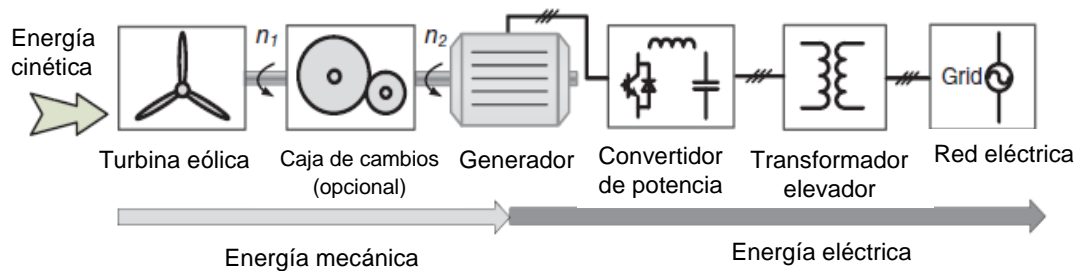 Energía
cinética
n1
n2
Grid
Turbina eólica
Caja de cambios
(opcional)
Generador
Convertidor
de potencia
Transformador
elevador
Red eléctrica
Energía mecánica
Energía eléctrica